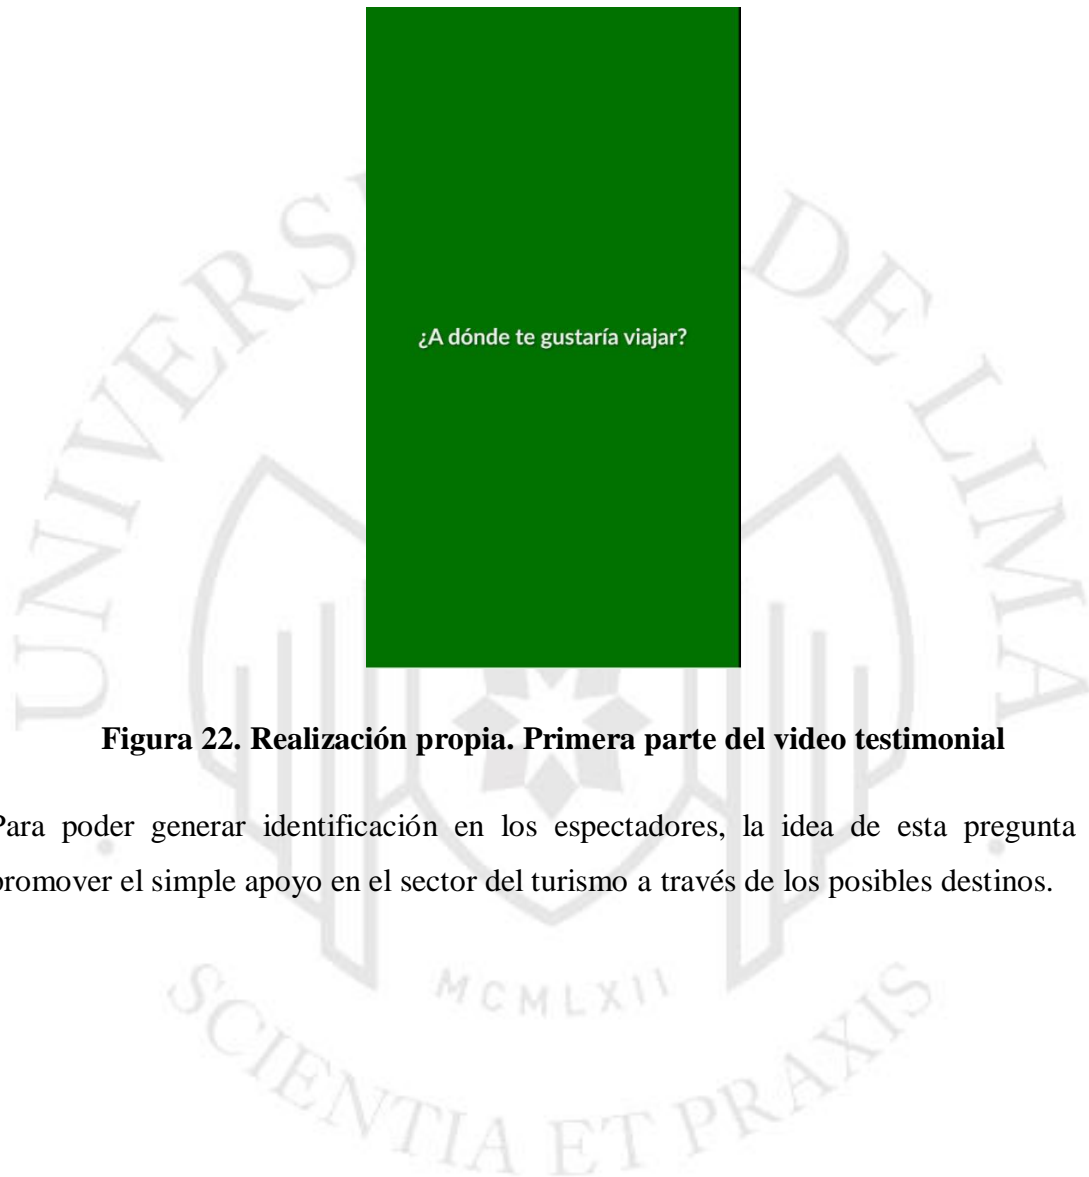 ¿A dónde te gustaría viajar?
Figura 22. Realización propia. Primera parte del video testimonial
Para poder generar identificación en los espectadores, la idea de esta pregunta
promover el simple apoyo en el sector del turismo a través de los posibles destinos.
UNIVERS DE LIMA
MCMLXII
SCIENTIA ET PRAXIS